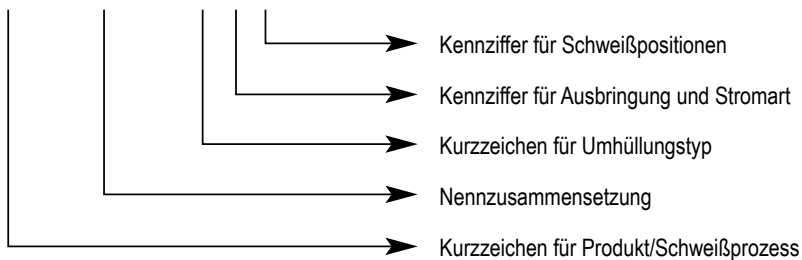 Kennziffer für Schweißpositionen
Kennziffer für Ausbringung und Stromart
Kurzzeichen für Umhüllungstyp
Nennzusammensetzung
Kurzzeichen für Produkt/Schweißprozess